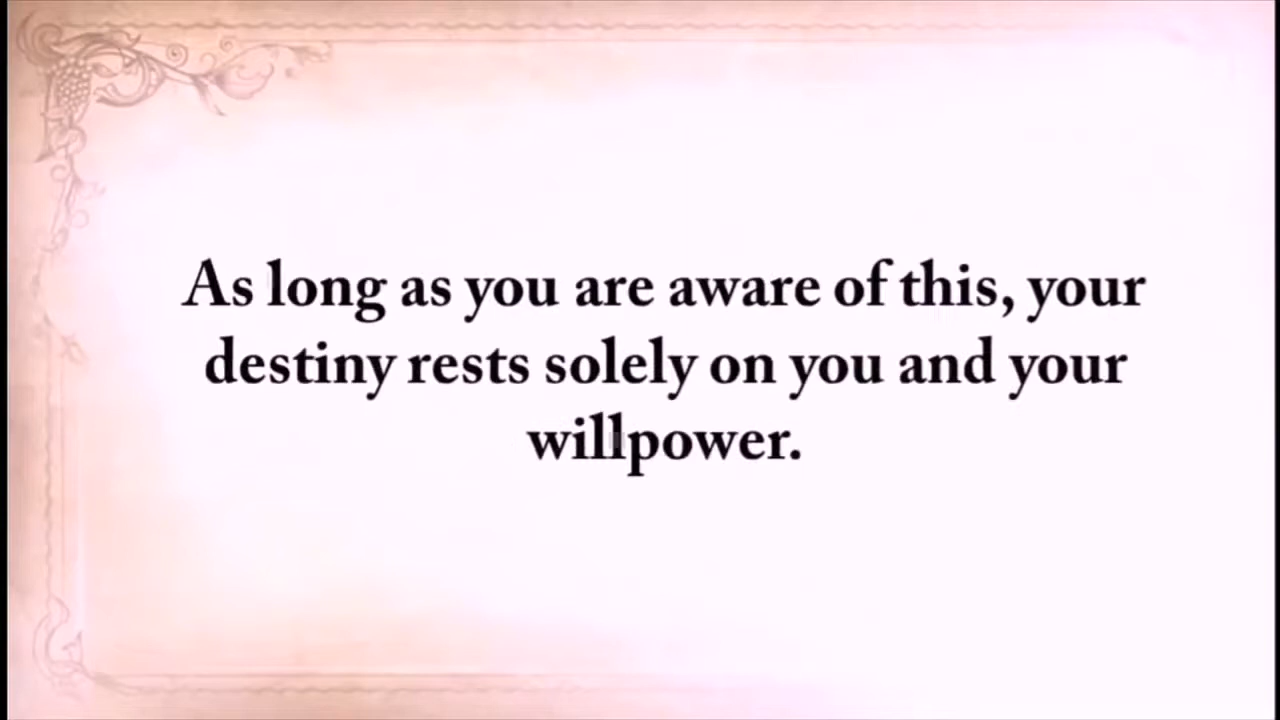 As long as you are aware of this, your
destiny rests solely on you and your
willpower.